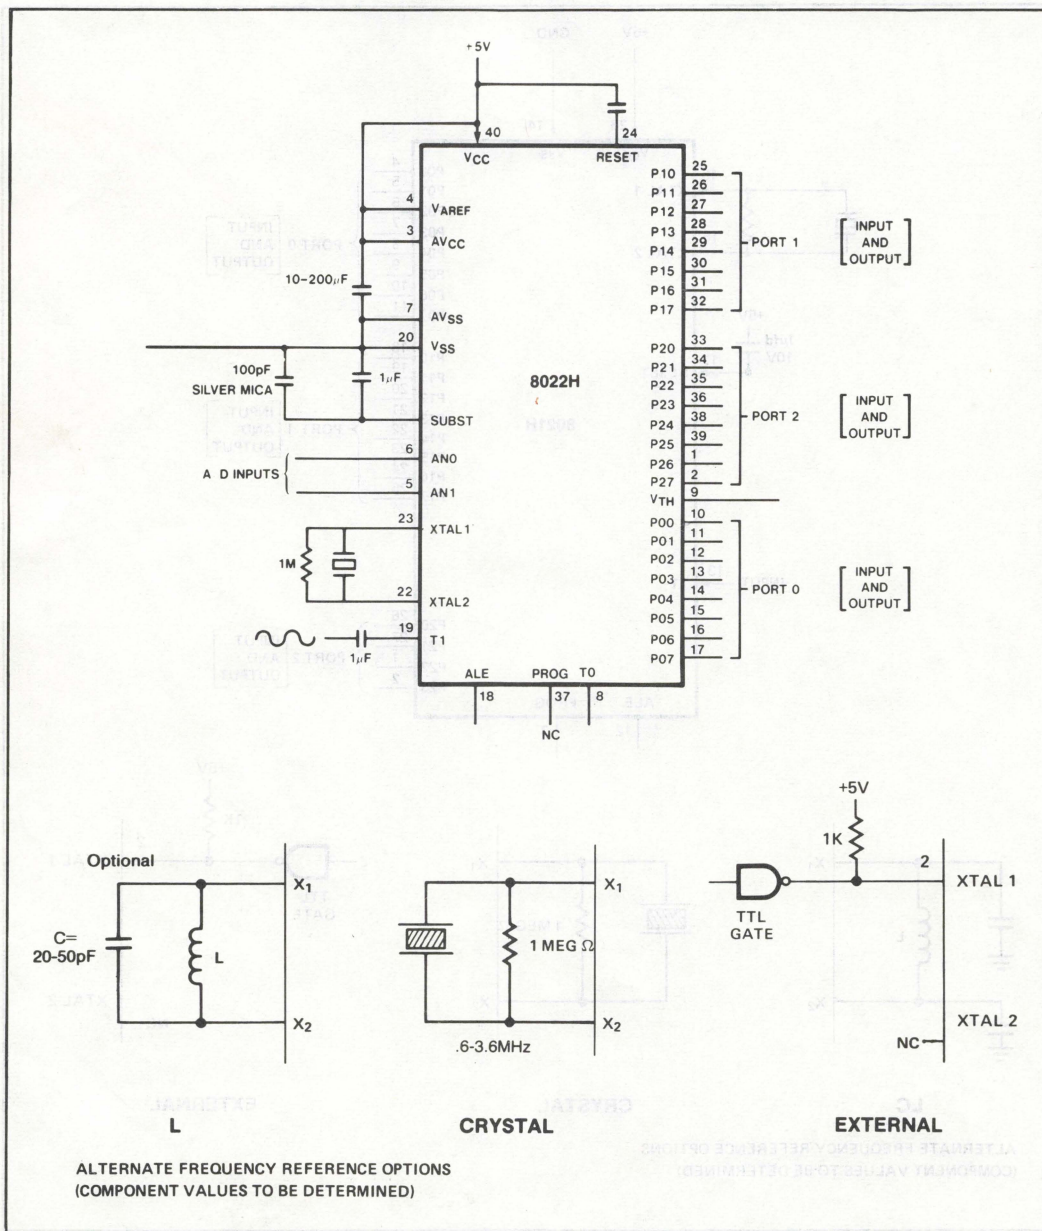 +5V
40
24
VCC
RESET
4
VAREF
3
AVCC
10-200μF
7
AVSS
20
VSS
100pF
SILVER MICA
1μF
SUBST
6
AN0
A D INPUTS
5
AN1
23
XTAL1
1M
22
XTAL2
19
T1
1μF
8022H
ALE
PROG
T0
18
37
8
NC
P10 25
P11 26
P12 27
P13 28
P14 29
P15 30
P16 31
P17 32
PORT 1
INPUT
AND
OUTPUT
P20 33
P21 34
P22 35
P23 36
P24 38
P25 39
P26 1
P27 2
PORT 2
INPUT
AND
OUTPUT
VTH 9
P00 10
P01 11
P02 12
P03 13
P04 14
P05 15
P06 16
P07 17
PORT 0
INPUT
AND
OUTPUT
Optional
X1
C=
20-50pF
L
X2
L
X1
1 MEG Ω
X2
.6-3.6MHz
CRYSTAL
+5V
1K
2
XTAL 1
TTL
GATE
XTAL 2
NC
EXTERNAL
ALTERNATE FREQUENCY REFERENCE OPTIONS
(COMPONENT VALUES TO BE DETERMINED)